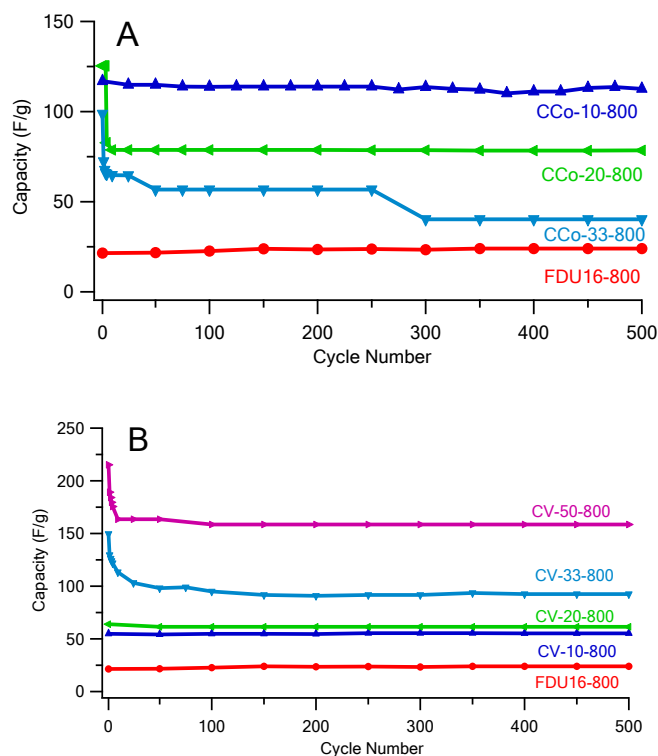 A
150
100
50
0
Capacity (F/g)
CCo-10-800
CCo-20-800
CCo-33-800
FDU16-800
0 100 200 300 400 500
Cycle Number
B
250
200
150
100
50
0
Capacity (F/g)
CV-50-800
CV-33-800
CV-20-800
CV-10-800
FDU16-800
0 100 200 300 400 500
Cycle Number